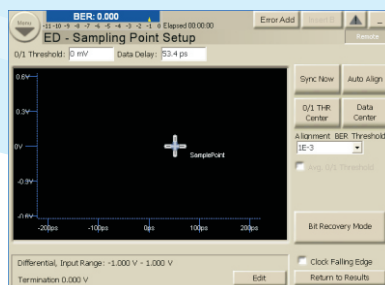 Menu
BER: 0.000
-11 -10 -9 -8 -7 -6 -5 -4 -3 -2 -1 0 Elapsed 00:00:00
Error Add
ED - Sampling Point Setup
Remote
0/1 Threshold: 0 mV Data Delay: 53.4 ps
0.6V
0.3V
0V
-0.3V
-0.6V
-200ps -100ps 0ps 100ps 200ps
SamplePoint
Sync Now Auto Align
0/1 THR Center
Data Center
Alignment BER Threshold
1E-3
Avg. 0/1 Threshold
Bit Recovery Mode
Clock Falling Edge
Differential, Input Range: -1.000 V - 1.000 V
Termination 0.000 V
Edit
Return to Results